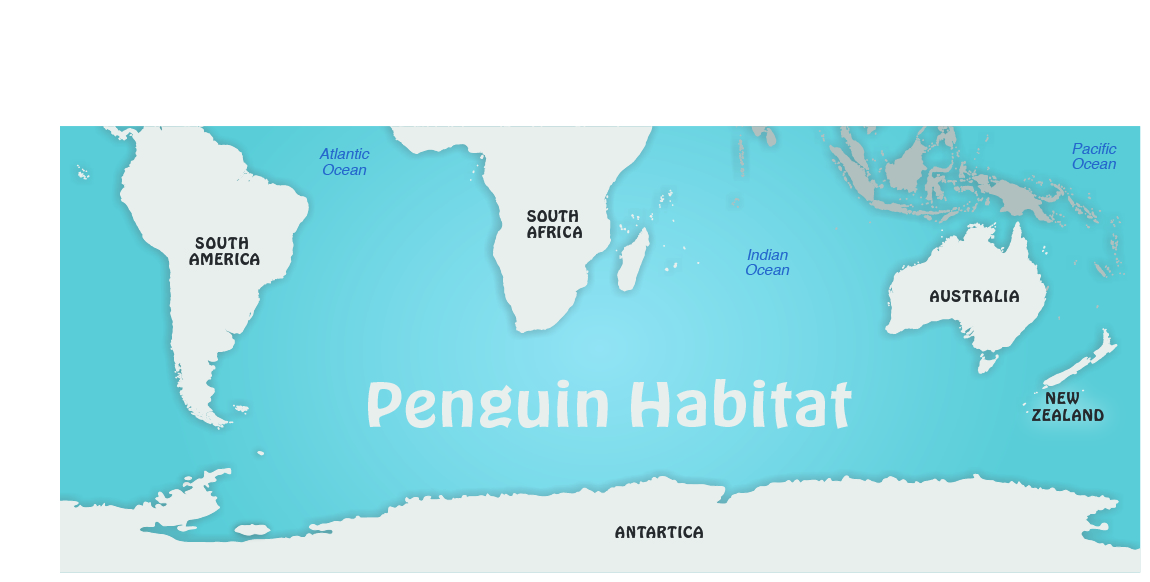 Atlantic
Ocean
Pacific
Ocean
SOUTH
AFRICA
SOUTH
AMERICA
Indian
Ocean
AUSTRALIA
Penguin Habitat
NEW
ZEALAND
ANTARTICA